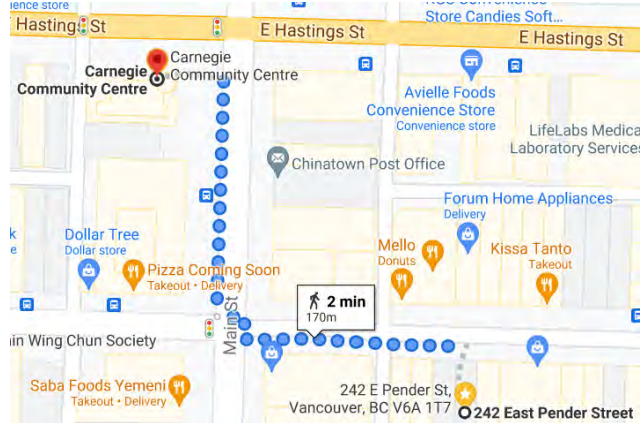 ience store
Store Candies Soft...
Hastings St
E Hastings St
E Hastings St
Carnegie
Community Centre
Carnegie
Community Centre
Avielle Foods
Convenience Store
Convenience store
LifeLabs Medica
Laboratory Services
Chinatown Post Office
Forum Home Appliances
Delivery
Dollar Tree
Dollar store
k
e
Mello
Donuts
Kissa Tanto
Takeout
Pizza Coming Soon
Takeout • Delivery
2 min
170m
Main St
in Wing Chun Society
Saba Foods Yemeni
Takeout • Delivery
242 E Pender St,
Vancouver, BC V6A 1T7
242 East Pender Street